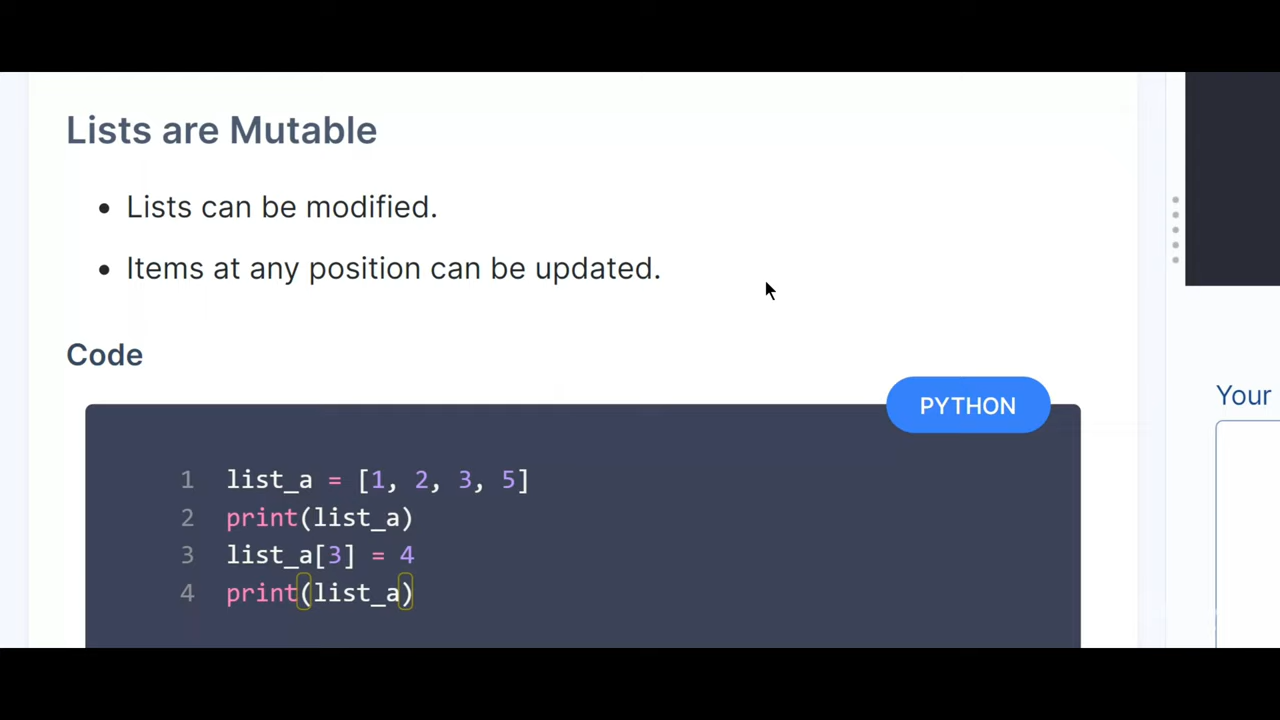 Lists are Mutable
• Lists can be modified.
• Items at any position can be updated.
Code
PYTHON
Your
1 list_a = [1, 2, 3, 5]
2 print(list_a)
3 list_a[3] = 4
4 print(list_a)